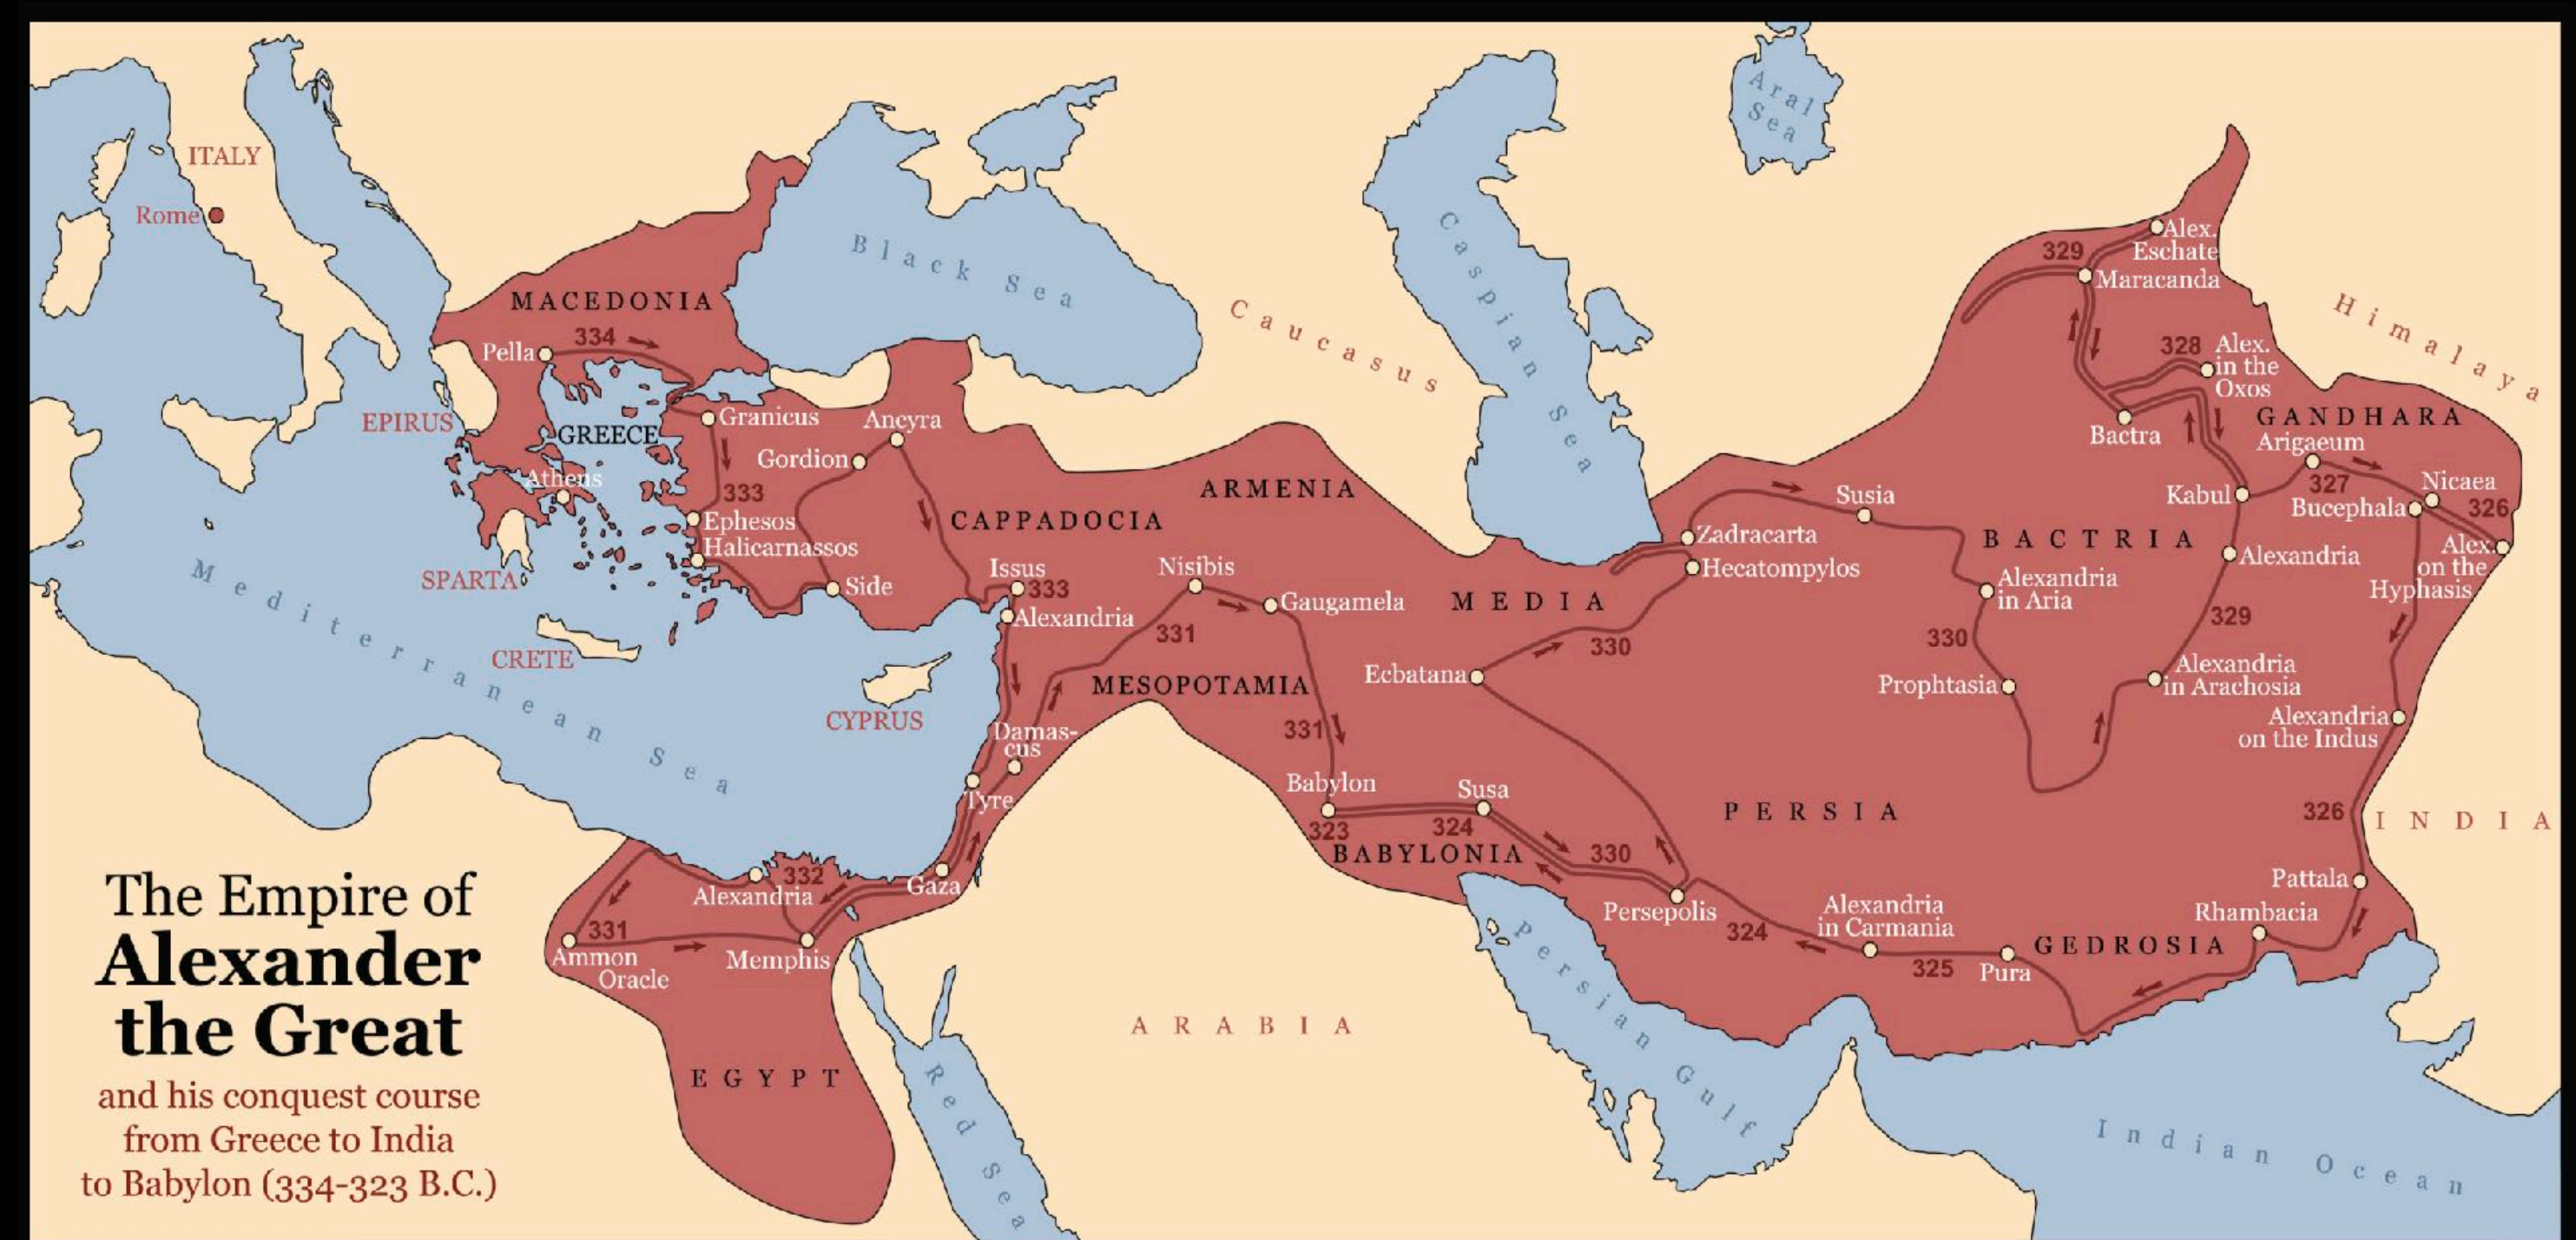 Aral
Sea
ITALY
Rome
Black Sea
Caspian Sea
Caucasus
Himalaya
Alex.
Eschate
329
Maracanda
MACEDONIA
334
Pella
328
Alex.
in the
Oxos
EPIRUS
GREECE
Granicus
Ancyra
Gordion
Bactra
GANDHARA
Arigaeum
327
Nicaea
Bucephala
326
Kabul
Athens
333
Ephesos
Halicarnassos
CAPPADOCIA
ARMENIA
Susia
Zadracarta
Hecatompylos
BACTRIA
Alexandria
Alex.
on the
Hyphasis
SPARTA
Side
Issus
333
Alexandria
Nisibis
Gaugamela
331
MEDIA
330
Alexandria
in Aria
330
329
Mediterranean Sea
CRETE
CYPRUS
MESOPOTAMIA
Ecbatana
Prophtasia
Alexandria
in Arachosia
Alexandria
on the Indus
Damas-
cus
Tyre
331
Babylon
323
Susa
324
BABYLONIA
330
PERSIA
326
INDIA
Alexandria
332
Gaza
331
Ammon
Oracle
Memphis
Persepolis
324
Alexandria
in Carmania
325
Pura
GEDROSIA
Rhambacia
Pattala
EGYPT
Red Sea
ARABIA
Persian Gulf
Indian Ocean
The Empire of
Alexander
the Great
and his conquest course
from Greece to India
to Babylon (334-323 B.C.)